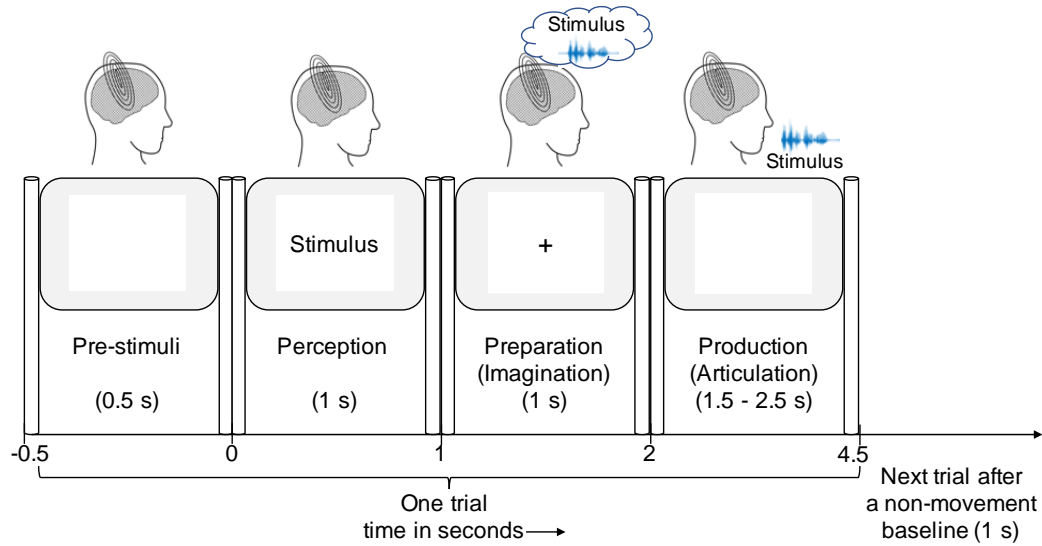 Stimulus
Stimulus
Stimulus
+
Pre-stimuli
(0.5 s)
Perception
(1 s)
Preparation
(Imagination)
(1 s)
Production
(Articulation)
(1.5 - 2.5 s)
-0.5
0
1
2
4.5
One trial
time in seconds
Next trial after
a non-movement
baseline (1 s)